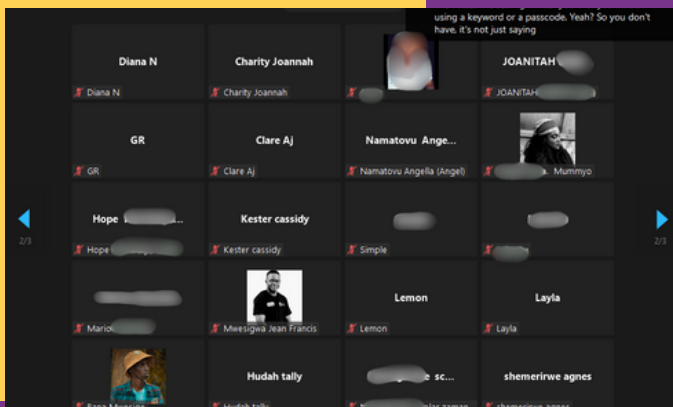 using a keyword or a passcode. Yeah? So you don't
have, it's not just saying
Diana N
Charity Joannah
JOANITAH
Diana N
Charity Joannah
JOANITAH
GR
Clare Aj
Namatovu Ange...
GR
Clare Aj
Namatovu Angella (Angel)
Mummyo
Hope
Kester cassidy
Hope
Kester cassidy
Simple
2/3
2/3
Lemon
Layla
Mario
Mwesigwa Jean Francis
Lemon
Layla
Hudah tally
sc...
shemerirwe agnes